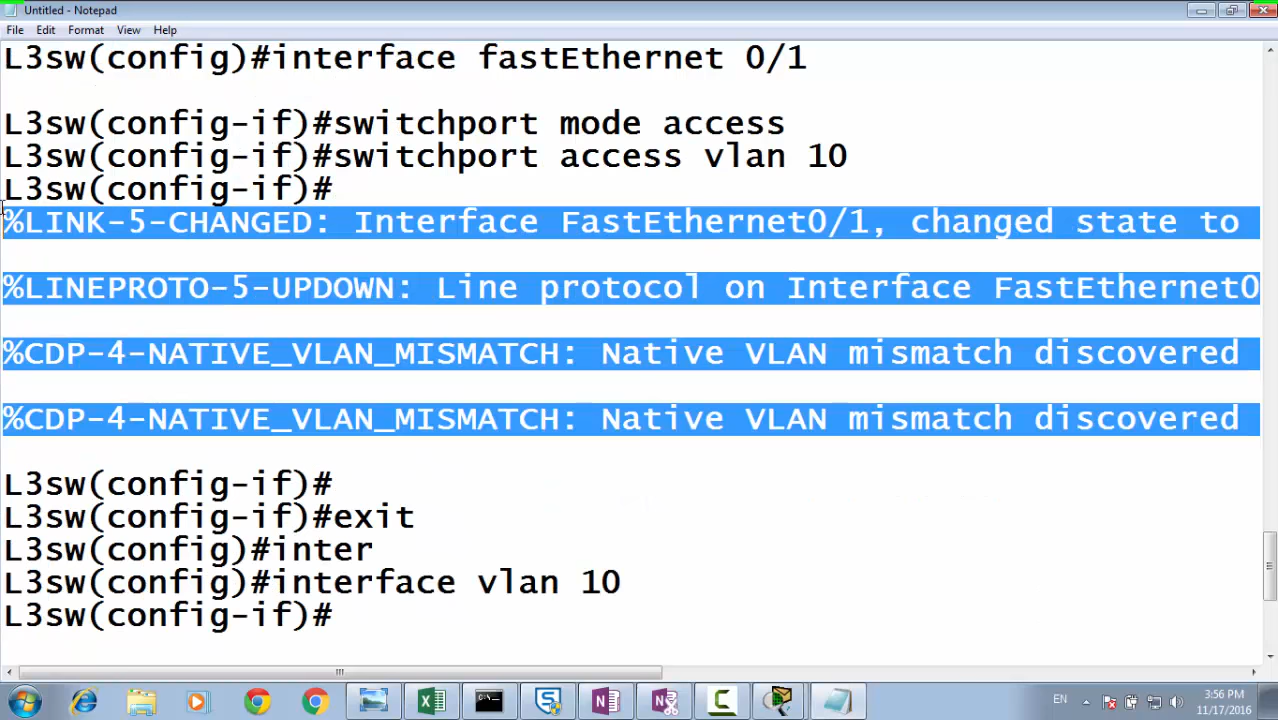 Untitled - Notepad
File Edit Format View Help
L3sw(config)#interface fastEthernet 0/1
L3sw(config-if)#switchport mode access
L3sw(config-if)#switchport access vlan 10
L3sw(config-if)#
%LINK-5-CHANGED: Interface FastEthernet0/1, changed state to
%LINEPROTO-5-UPDOWN: Line protocol on Interface FastEthernet0
%CDP-4-NATIVE_VLAN_MISMATCH: Native VLAN mismatch discovered
%CDP-4-NATIVE_VLAN_MISMATCH: Native VLAN mismatch discovered
L3sw(config-if)#
L3sw(config-if)#exit
L3sw(config)#inter
L3sw(config)#interface vlan 10
L3sw(config-if)#
EN
3:56 PM
11/17/2016